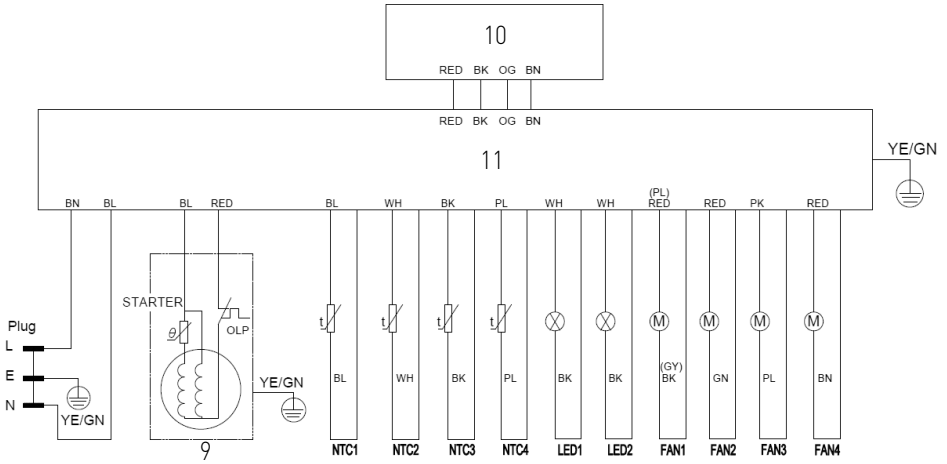 10
RED BK OG BN
RED BK OG BN
11
YE/GN
(PL)
BN BL BL RED BL WH BK PL WH WH RED RED PK RED
STARTER
θ
OLP
t t t t
M M M M
Plug
L
E
N
YE/GN
YE/GN
(GY)
BL WH BK PL BK BK BK GN PL BN
9
NTC1 NTC2 NTC3 NTC4 LED1 LED2 FAN1 FAN2 FAN3 FAN4